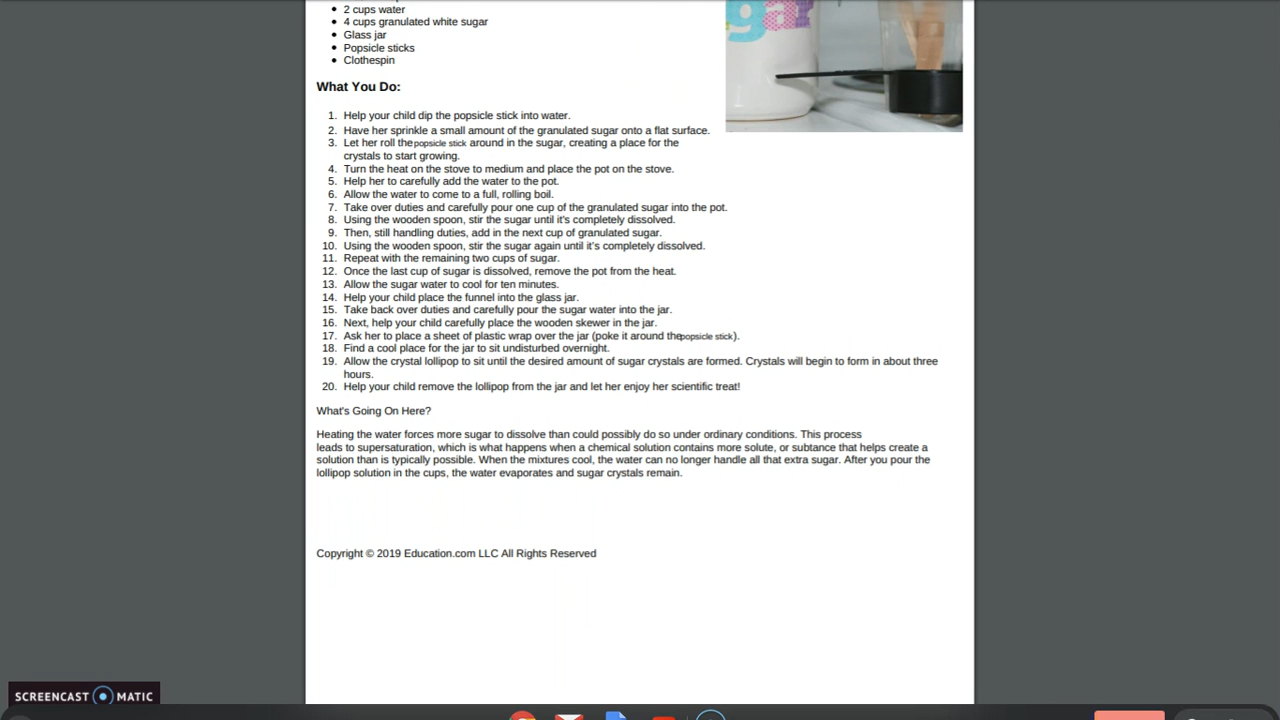 2 cups water
4 cups granulated white sugar
Glass jar
Popsicle sticks
Clothespin
What You Do:
1. Help your child dip the popsicle stick into water.
2. Have her sprinkle a small amount of the granulated sugar onto a flat surface.
3. Let her roll the popsicle stick around in the sugar, creating a place for the
crystals to start growing.
4. Turn the heat on the stove to medium and place the pot on the stove.
5. Help her to carefully add the water to the pot.
6. Allow the water to come to a full, rolling boil.
7. Take over duties and carefully pour one cup of the granulated sugar into the pot.
8. Using the wooden spoon, stir the sugar until it's completely dissolved.
9. Then, still handling duties, add in the next cup of granulated sugar.
10. Using the wooden spoon, stir the sugar again until it's completely dissolved.
11. Repeat with the remaining two cups of sugar.
12. Once the last cup of sugar is dissolved, remove the pot from the heat.
13. Allow the sugar water to cool for ten minutes.
14. Help your child place the funnel into the glass jar.
15. Take back over duties and carefully pour the sugar water into the jar.
16. Next, help your child carefully place the wooden skewer in the jar.
17. Ask her to place a sheet of plastic wrap over the jar (poke it around the popsicle stick).
18. Find a cool place for the jar to sit undisturbed overnight.
19. Allow the crystal lollipop to sit until the desired amount of sugar crystals are formed. Crystals will begin to form in about three
hours.
20. Help your child remove the lollipop from the jar and let her enjoy her scientific treat!
What's Going On Here?
Heating the water forces more sugar to dissolve than could possibly do so under ordinary conditions. This process
leads to supersaturation, which is what happens when a chemical solution contains more solute, or subtance that helps create a
solution than is typically possible. When the mixtures cool, the water can no longer handle all that extra sugar. After you pour the
lollipop solution in the cups, the water evaporates and sugar crystals remain.
Copyright © 2019 Education.com LLC All Rights Reserved
SCREENCAST MATIC